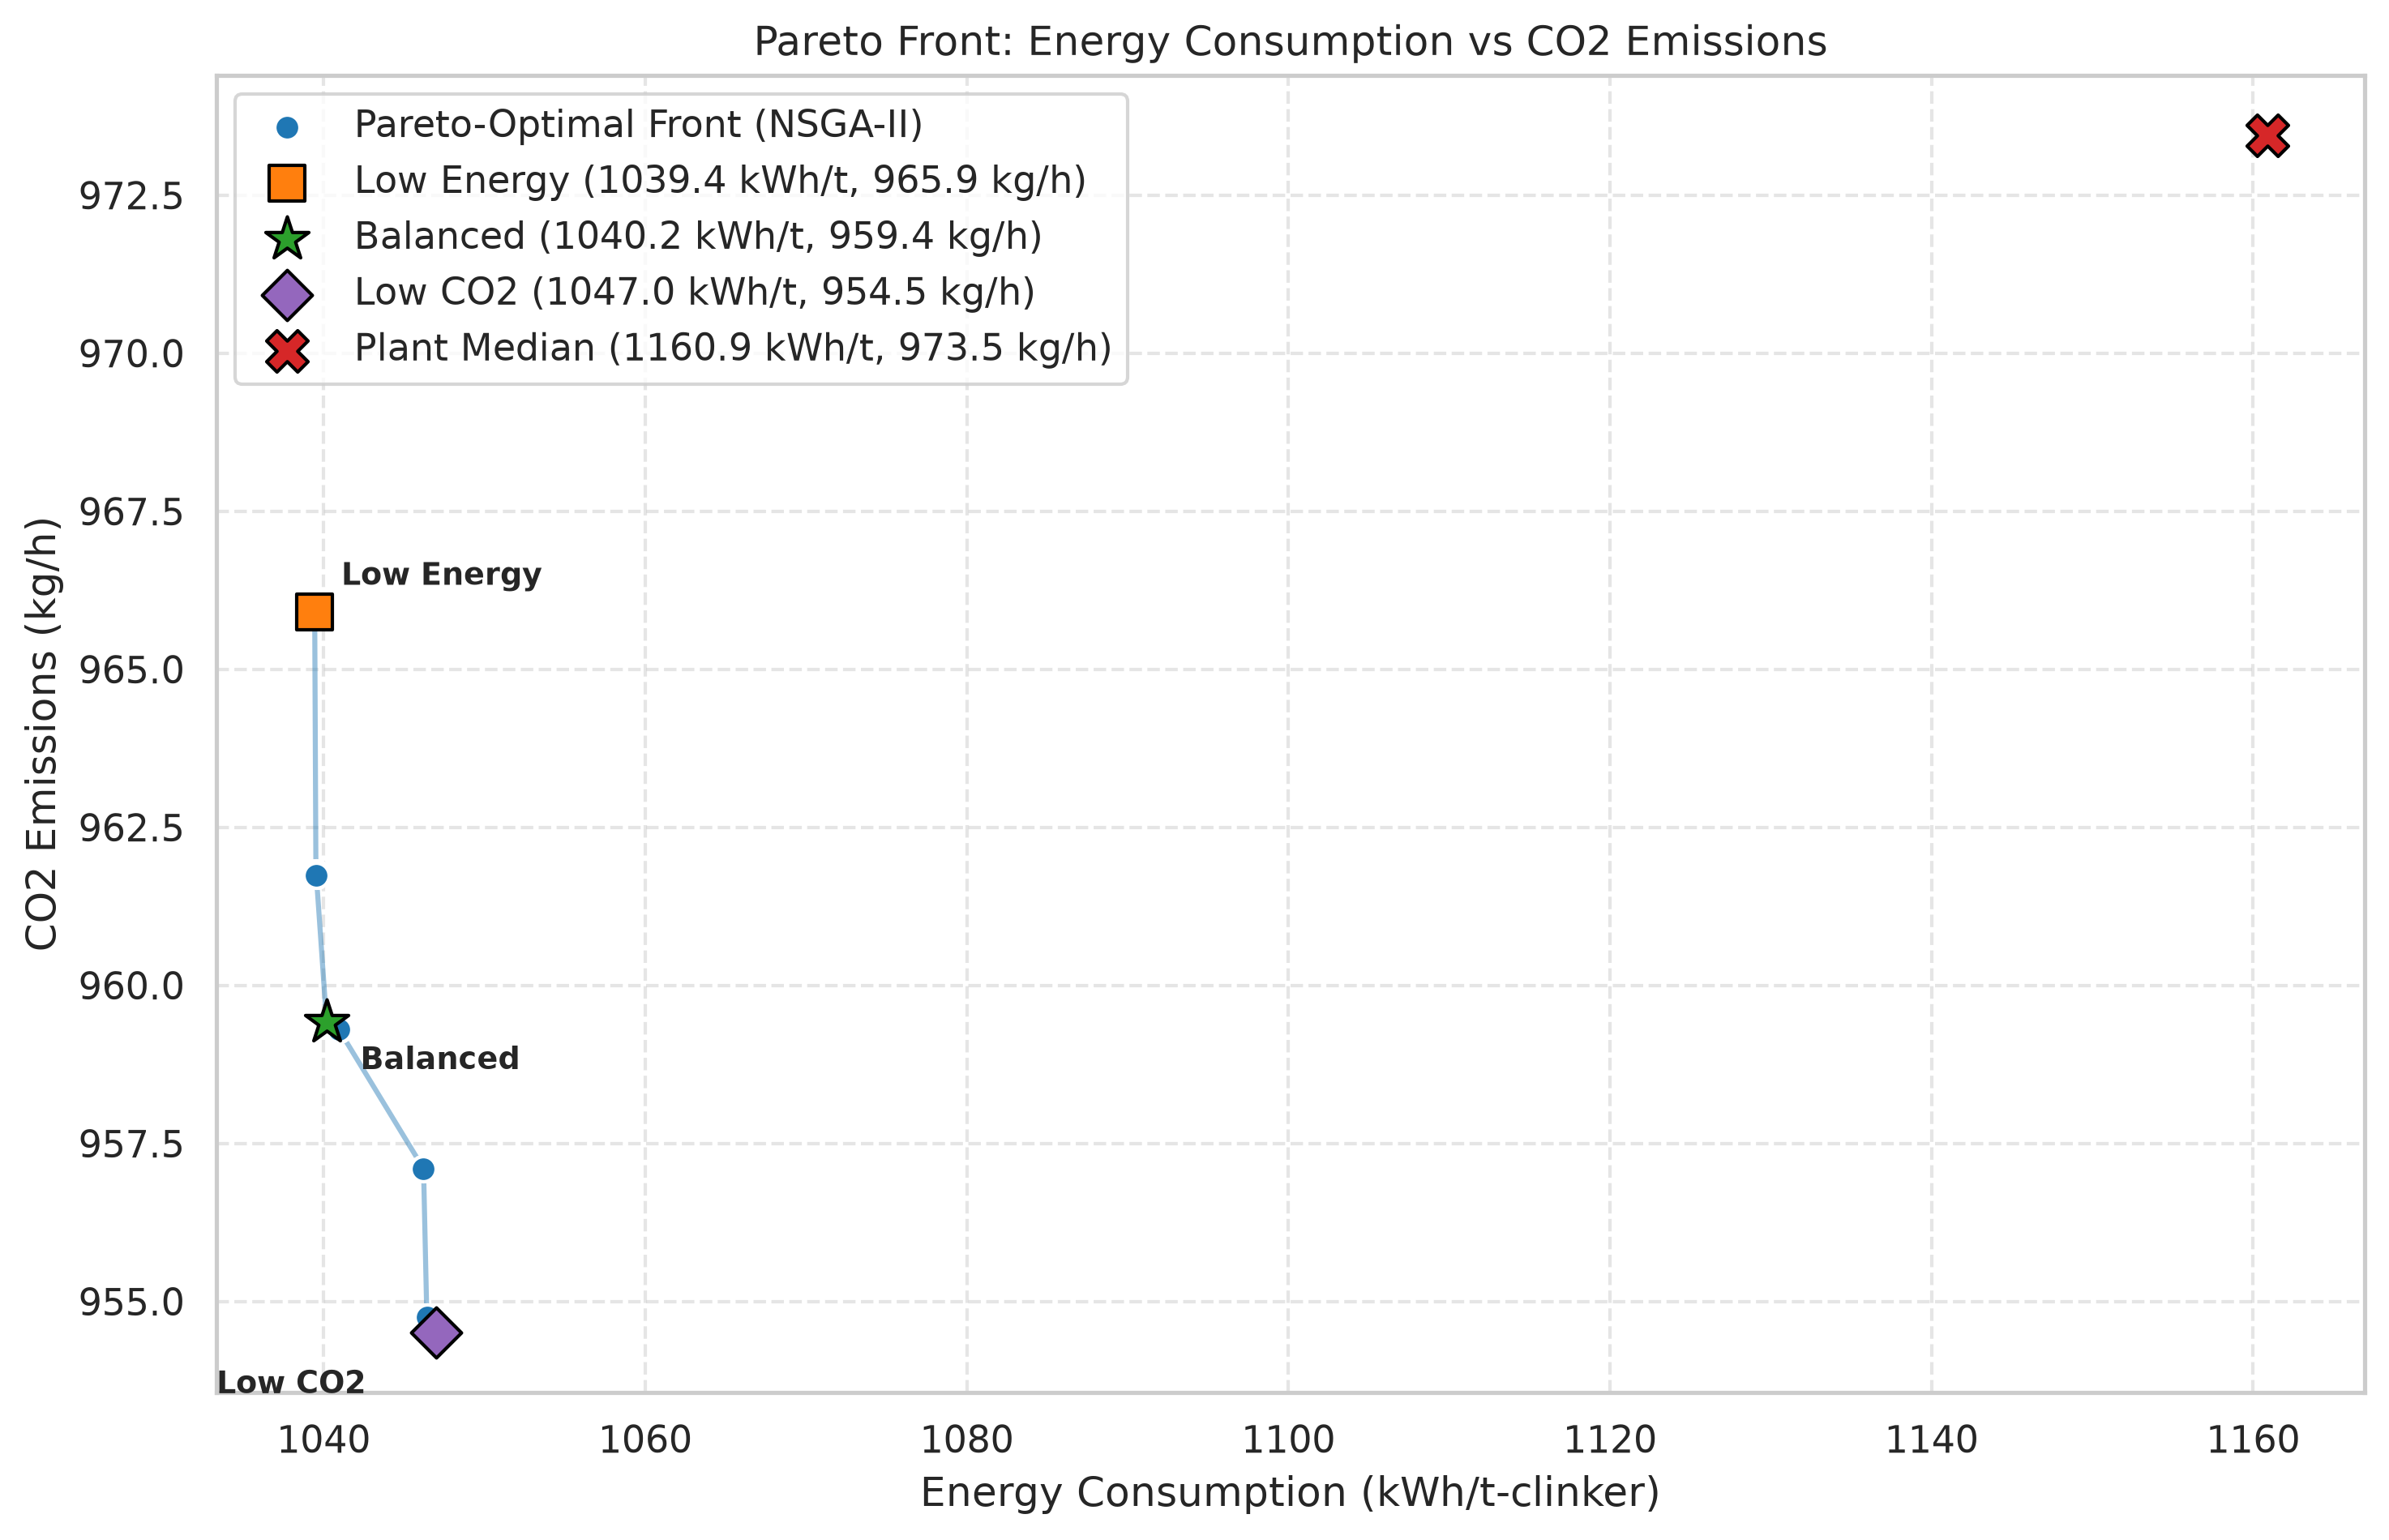 Pareto Front: Energy Consumption vs CO2 Emissions
Pareto-Optimal Front (NSGA-II)
Low Energy (1039.4 kWh/t, 965.9 kg/h)
Balanced (1040.2 kWh/t, 959.4 kg/h)
Low CO2 (1047.0 kWh/t, 954.5 kg/h)
Plant Median (1160.9 kWh/t, 973.5 kg/h)
CO2 Emissions (kg/h)
972.5
970.0
967.5
965.0
962.5
960.0
957.5
955.0
Low Energy
Balanced
Low CO2
1040 1060 1080 1100 1120 1140 1160
Energy Consumption (kWh/t-clinker)